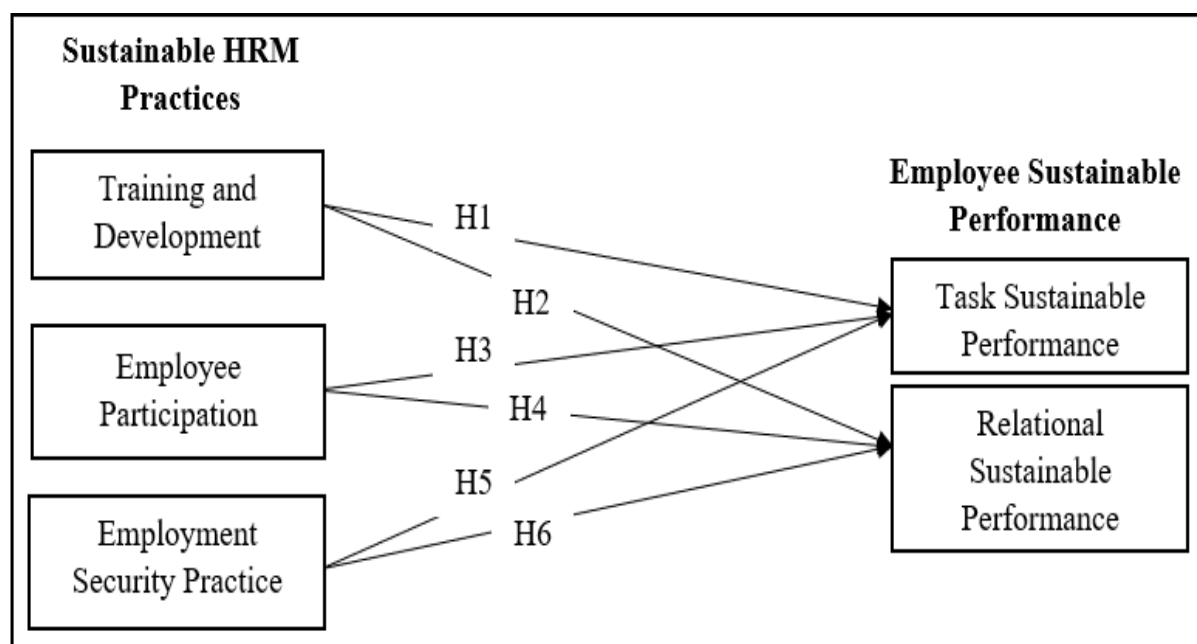 Sustainable HRM
Practices
Training and
Development
Employee
Participation
Employment
Security Practice
H1
H2
H3
H4
H5
H6
Employee Sustainable
Performance
Task Sustainable
Performance
Relational
Sustainable
Performance